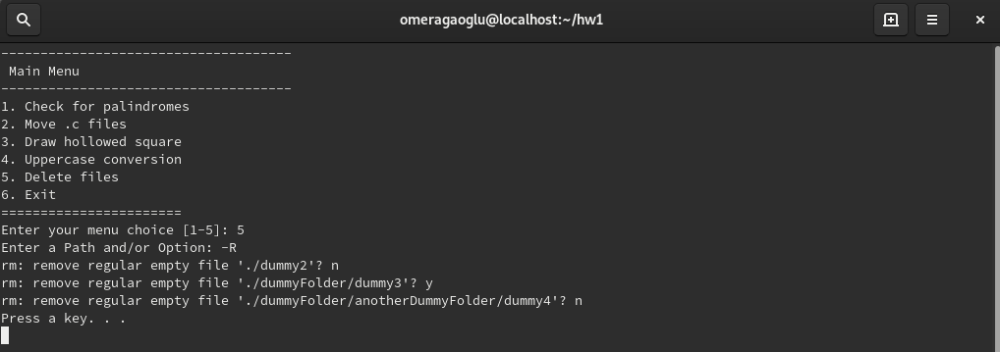 omeragaoglu@localhost:~/hw1
-------------------------------------
 Main Menu
-------------------------------------
1. Check for palindromes
2. Move .c files
3. Draw hollowed square
4. Uppercase conversion
5. Delete files
6. Exit
=======================
Enter your menu choice [1-5]: 5
Enter a Path and/or Option: -R
rm: remove regular empty file './dummy2'? n
rm: remove regular empty file './dummyFolder/dummy3'? y
rm: remove regular empty file './dummyFolder/anotherDummyFolder/dummy4'? n
Press a key. . .